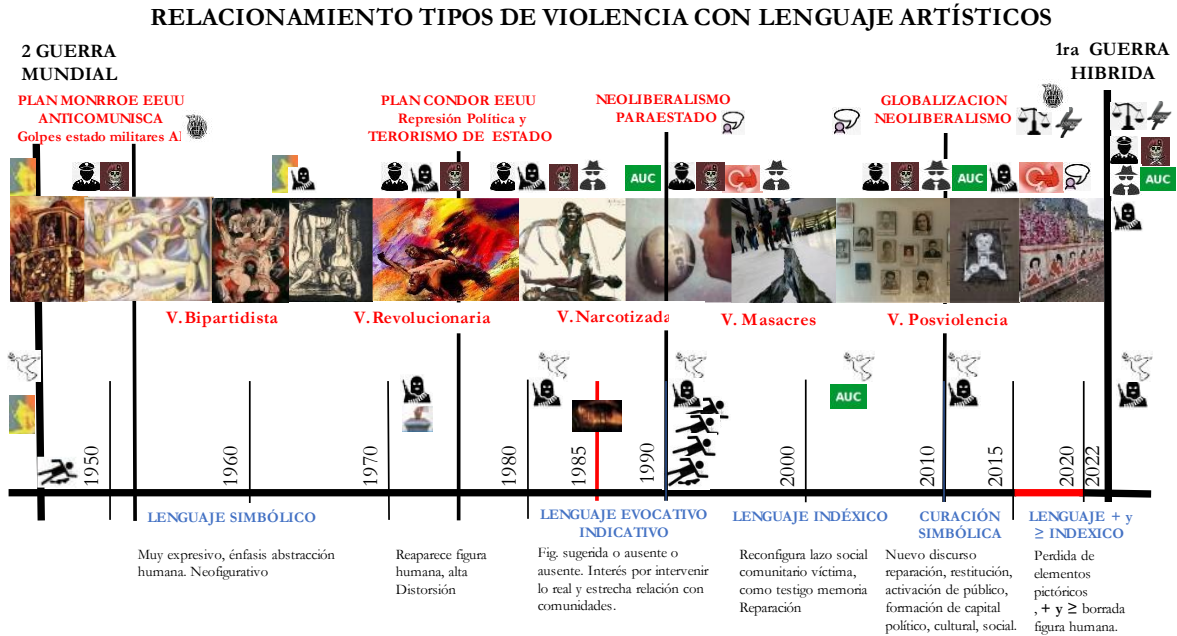 RELACIONAMIENTO TIPOS DE VIOLENCIA CON LENGUAJE ARTÍSTICOS
2 GUERRA
MUNDIAL
1ra GUERRA
HIBRIDA
PLAN MONRROE EEUU
ANTICOMUNISCA
Golpes estado militares Al
PLAN CONDOR EEUU
Represión Política y
TERORISMO DE ESTADO
NEOLIBERALISMO
PARAESTADO
GLOBALIZACION
NEOLIBERALISMO
AUC
AUC
AUC
V. Bipartidista
V. Revolucionaria
V. Narcotizada
V. Masacres
V. Posviolencia
AUC
1950
1960
1970
1980
1985
1990
2000
2010
2015
2020
2022
LENGUAJE SIMBÓLICO
Muy expresivo, énfasis abstracción
humana. Neofigurativo
Reaparece figura
humana, alta
Distorsión
LENGUAJE EVOCATIVO
INDICATIVO
Fig. sugerida o ausente o
ausente. Interés por intervenir
lo real y estrecha relación con
comunidades.
LENGUAJE INDÉXICO
Reconfigura lazo social
comunitario víctima,
como testigo memoria
Reparación
CURACIÓN
SIMBÓLICA
Nuevo discurso
reparación, restitución,
activación de público,
formación de capital
político, cultural, social.
LENGUAJE + y
≥ INDEXICO
Perdida de
elementos
pictóricos
, + y ≥ borrada
figura humana.